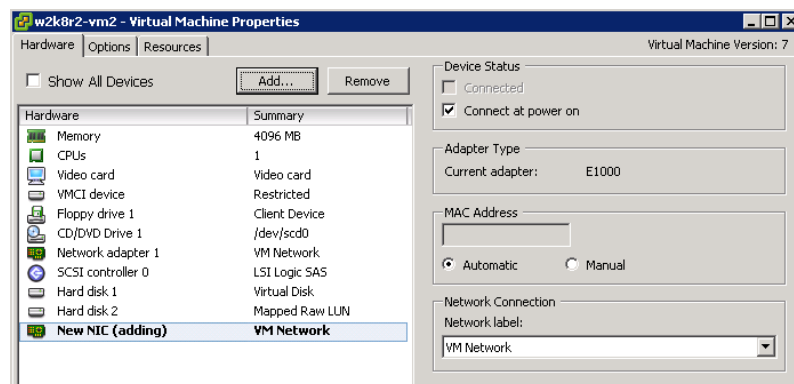 w2k8r2-vm2 - Virtual Machine Properties
Hardware Options Resources Virtual Machine Version: 7
Show All Devices Add... Remove
Hardware Summary
Memory 4096 MB
CPUs 1
Video card Video card
VMCI device Restricted
Floppy drive 1 Client Device
CD/DVD Drive 1 /dev/scd0
Network adapter 1 VM Network
SCSI controller 0 LSI Logic SAS
Hard disk 1 Virtual Disk
Hard disk 2 Mapped Raw LUN
New NIC (adding) VM Network
Device Status
Connected
Connect at power on
Adapter Type
Current adapter: E1000
MAC Address
Automatic Manual
Network Connection
Network label:
VM Network